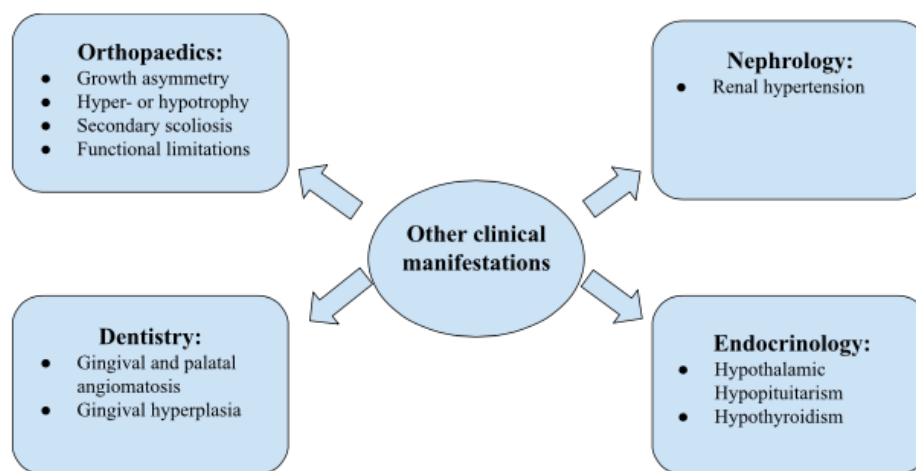 Orthopaedics:
● Growth asymmetry
● Hyper- or hypotrophy
● Secondary scoliosis
● Functional limitations
Nephrology:
● Renal hypertension
Other clinical
manifestations
Dentistry:
● Gingival and palatal
angiomatosis
● Gingival hyperplasia
Endocrinology:
● Hypothalamic
Hypopituitarism
● Hypothyroidism